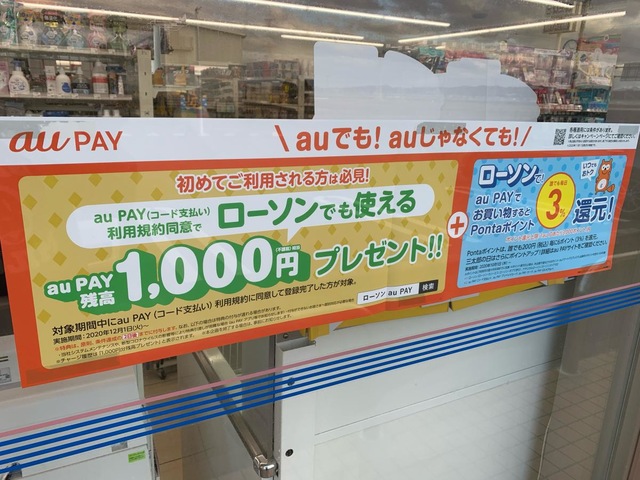 au PAY
\ auでも! auじゃなくても! /
初めてご利用される方は必見!
au PAY(コード支払い)
利用規約同意で
ローソンでも使える
au PAY
残高
1,000円
プレゼント!!
対象期間中にau PAY(コード支払い)利用規約に同意して登録完了した方が対象。
実施期間:2020年12月1日(火)〜
ローソン au PAY 検索
+
ローソンで!
au PAYで
お買い物すると
Pontaポイント
誰でも毎日
3%
還元!
いつでも
おトク